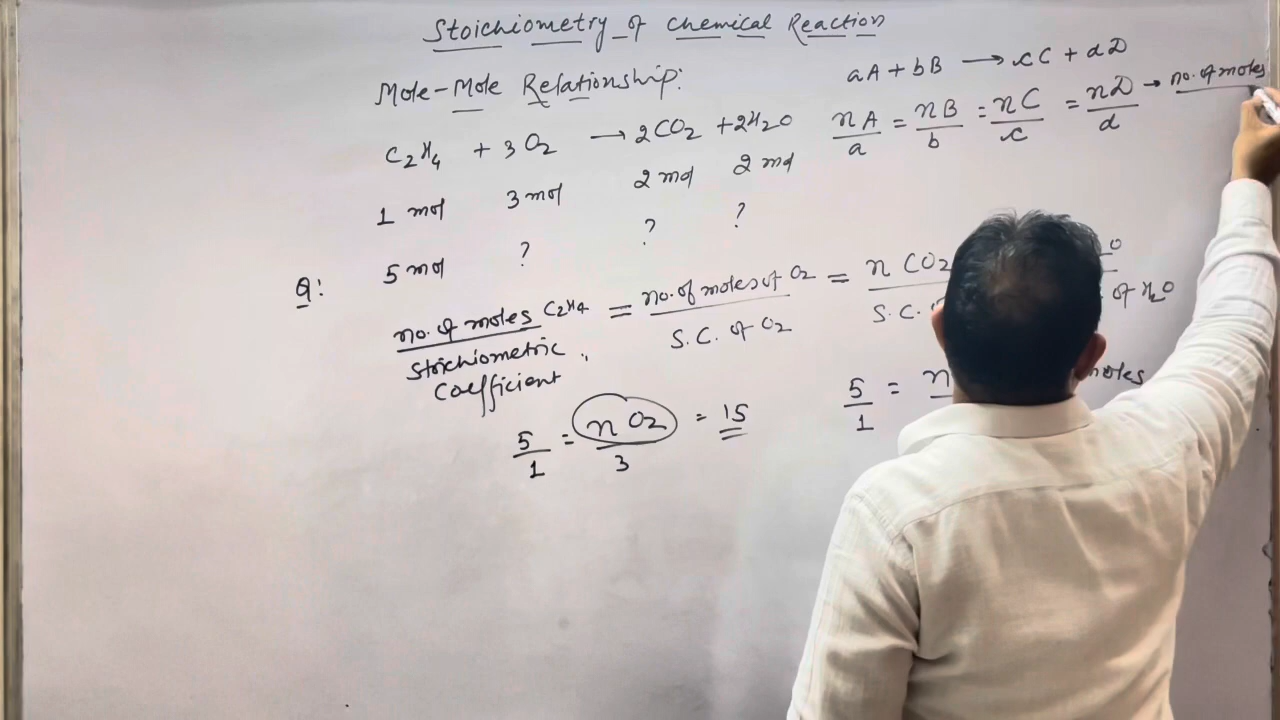 Stoichiometry of Chemical Reaction
Mole-Mole Relationship:
C₂H₄ + 3O₂ → 2CO₂ + 2H₂O
1 mol 3 mol 2 mol 2 mol
Q: 5 mol ? ? ?
no. of moles C₂H₄ / Stoichiometric Coefficient = no. of moles of O₂ / S.C. of O₂ = n CO₂ / S.C.
of H₂O
5/1 = nO₂/3 = 15
5/1 = n
moles
aA + bB → cC + dD
nA/a = nB/b = nC/c = nD/d → no. of moles